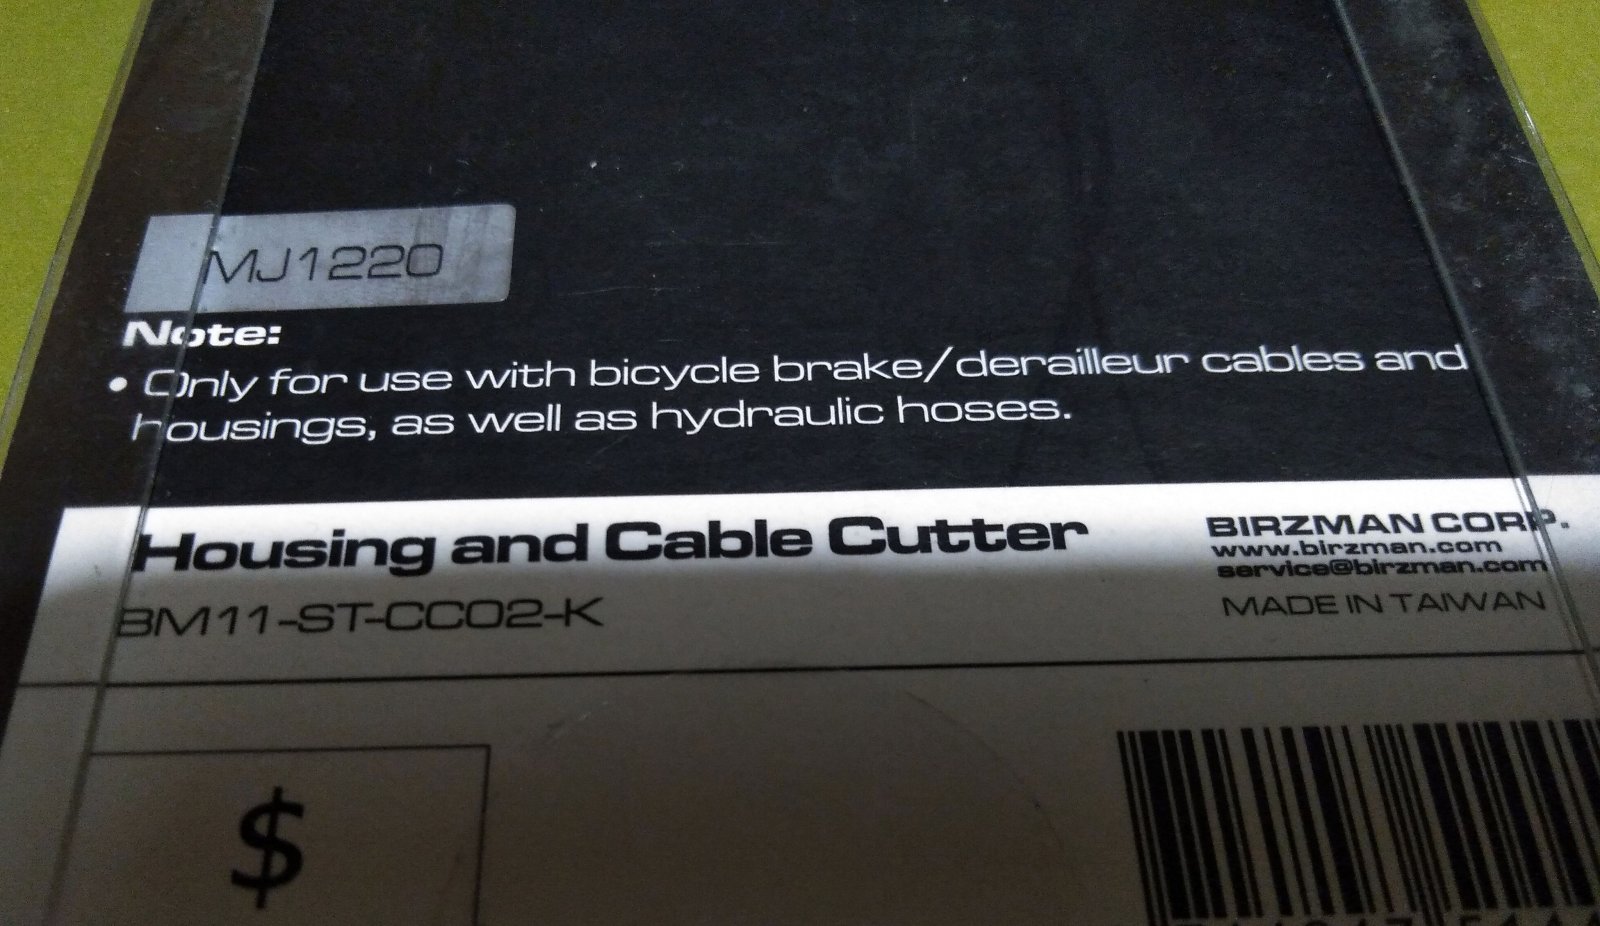 MJ1220
Note:
• Only for use with bicycle brake/derailleur cables and
housings, as well as hydraulic hoses.
Housing and Cable Cutter
BM11-ST-CC02-K
BIRZMAN CORP.
www.birzman.com
service@birzman.com
MADE IN TAIWAN
$